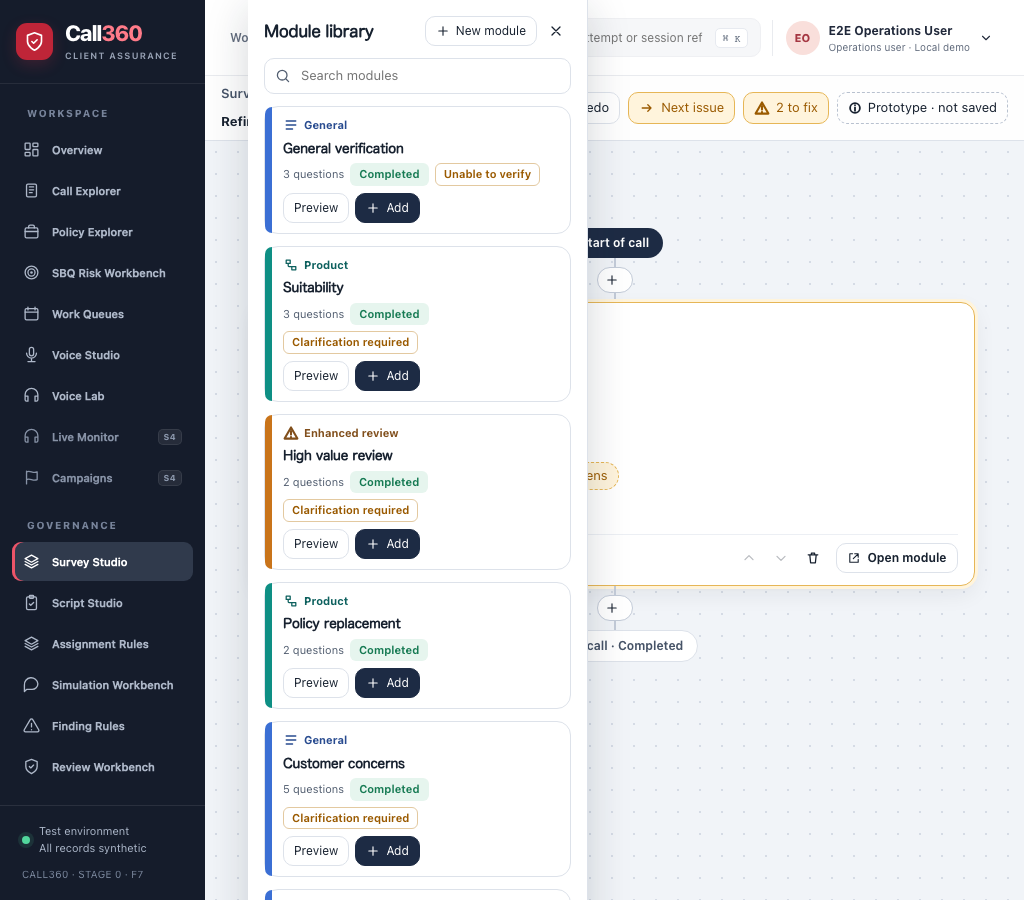 Call360
CLIENT ASSURANCE
WORKSPACE
Overview
Call Explorer
Policy Explorer
SBQ Risk Workbench
Work Queues
Voice Studio
Voice Lab
Live Monitor S4
Campaigns S4
GOVERNANCE
Survey Studio
Script Studio
Assignment Rules
Simulation Workbench
Finding Rules
Review Workbench
Test environment
All records synthetic
CALL360 · STAGE 0 · F7
Module library
New module
Search modules
General
General verification
3 questions Completed Unable to verify
Preview Add
Product
Suitability
3 questions Completed
Clarification required
Preview Add
Enhanced review
High value review
2 questions Completed
Clarification required
Preview Add
Product
Policy replacement
2 questions Completed
Preview Add
General
Customer concerns
5 questions Completed
Clarification required
Preview Add
Wo
ttempt or session ref ⌘ K
EO
E2E Operations User
Operations user · Local demo
Surv
Refin
edo
Next issue
2 to fix
Prototype · not saved
tart of call
ens
Open module
call · Completed